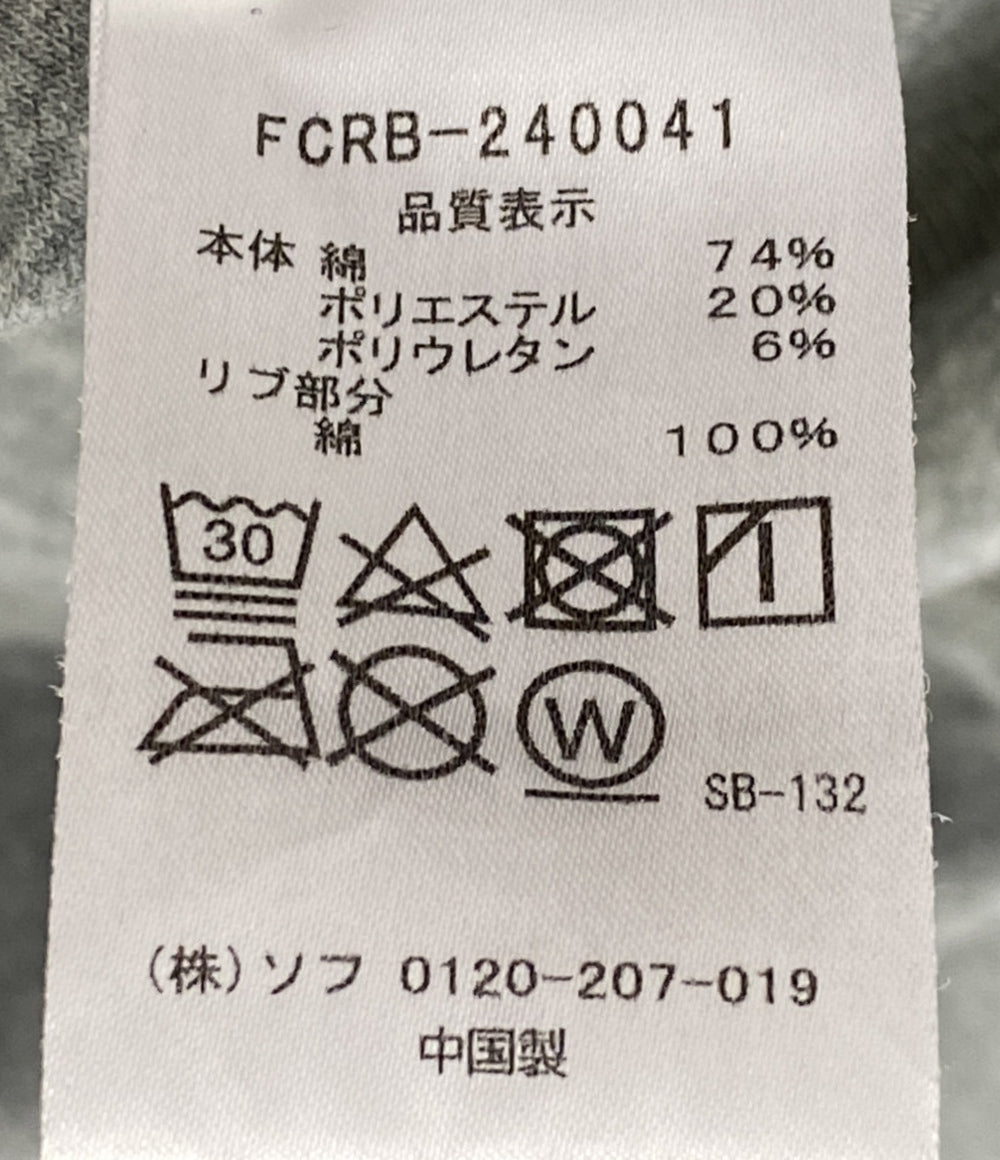 FCRB-240041
品質表示
本体 綿 74%
ポリエステル 20%
ポリウレタン 6%
リブ部分
綿 100%
30
W
SB-132
(株)ソフ 0120-207-019
中国製